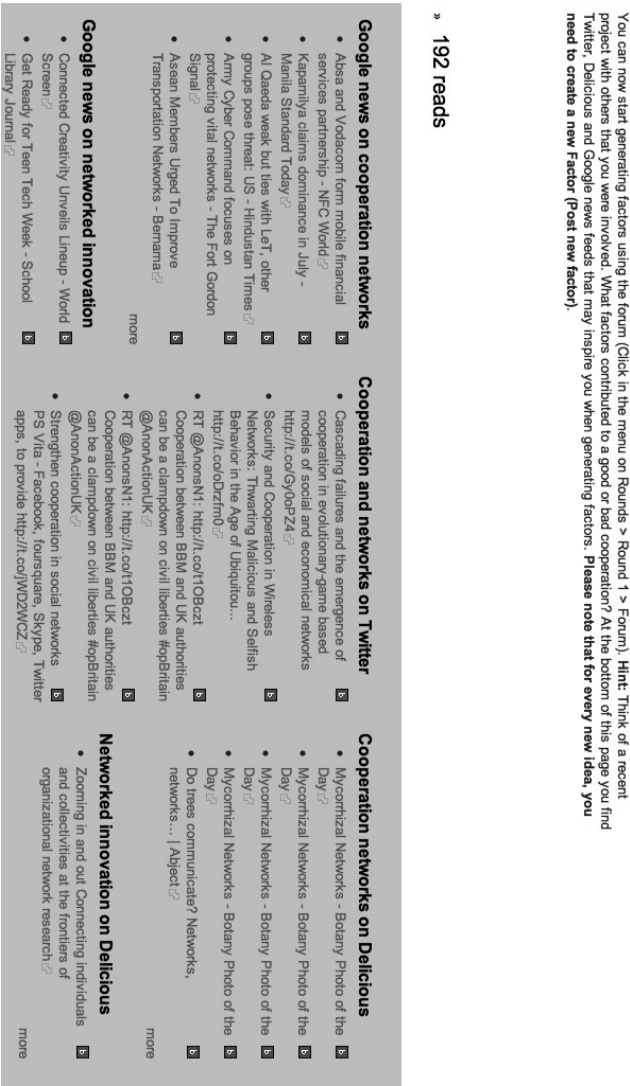 You can now start generating factors using the forum (Click in the menu on Rounds > Round 1 > Forum). Hint: Think of a recent
project with others that you were involved. What factors contributed to a good or bad cooperation? At the bottom of this page you find
Twitter, Delicious and Google news feeds that may inspire you when generating factors. Please note that for every new idea, you
need to create a new Factor (Post new factor).
» 192 reads
Google news on cooperation networks
• Absa and Vodacom form mobile financial
services partnership - NFC World
• Kapamilya claims dominance in July -
Manila Standard Today
• Al Qaeda weak but ties with LeT, other
groups pose threat: US - Hindustan Times
• Army Cyber Command focuses on
protecting vital networks - The Fort Gordon
Signal
• Asean Members Urged To Improve
Transportation Networks - Bernama
more
Google news on networked innovation
• Connected Creativity Unveils Lineup - World
Screen
• Get Ready for Teen Tech Week - School
Library Journal
Cooperation and networks on Twitter
• Cascading failures and the emergence of
cooperation in evolutionary-game based
models of social and economical networks
http://t.co/Gy0oPZ4
• Security and Cooperation in Wireless
Networks: Thwarting Malicious and Selfish
Behavior in the Age of Ubiquitou...
http://t.co/oDrzfm0
• RT @AnonsN1: http://t.co/t1OBczt
Cooperation between BBM and UK authorities
can be a clampdown on civil liberties #opBritain
@AnonActionUK
• RT @AnonsN1: http://t.co/t1OBczt
Cooperation between BBM and UK authorities
can be a clampdown on civil liberties #opBritain
@AnonActionUK
• Strengthen cooperation in social networks
PS Vita - Facebook, foursquare, Skype, Twitter
apps, to provide http://t.co/jWD2WCZ
Cooperation networks on Delicious
• Mycorrhizal Networks - Botany Photo of the
Day
• Mycorrhizal Networks - Botany Photo of the
Day
• Mycorrhizal Networks - Botany Photo of the
Day
• Mycorrhizal Networks - Botany Photo of the
Day
• Do trees communicate? Networks,
networks… | Abject
more
Networked innovation on Delicious
• Zooming in and out Connecting individuals
and collectivities at the frontiers of
organizational network research
more